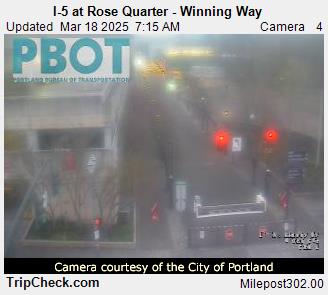 I-5 at Rose Quarter - Winning Way
Updated Mar 18 2025 7:15 AM Camera 4
PBOT
PORTLAND BUREAU OF TRANSPORTATION
Camera courtesy of the City of Portland
TripCheck.com Milepost302.00